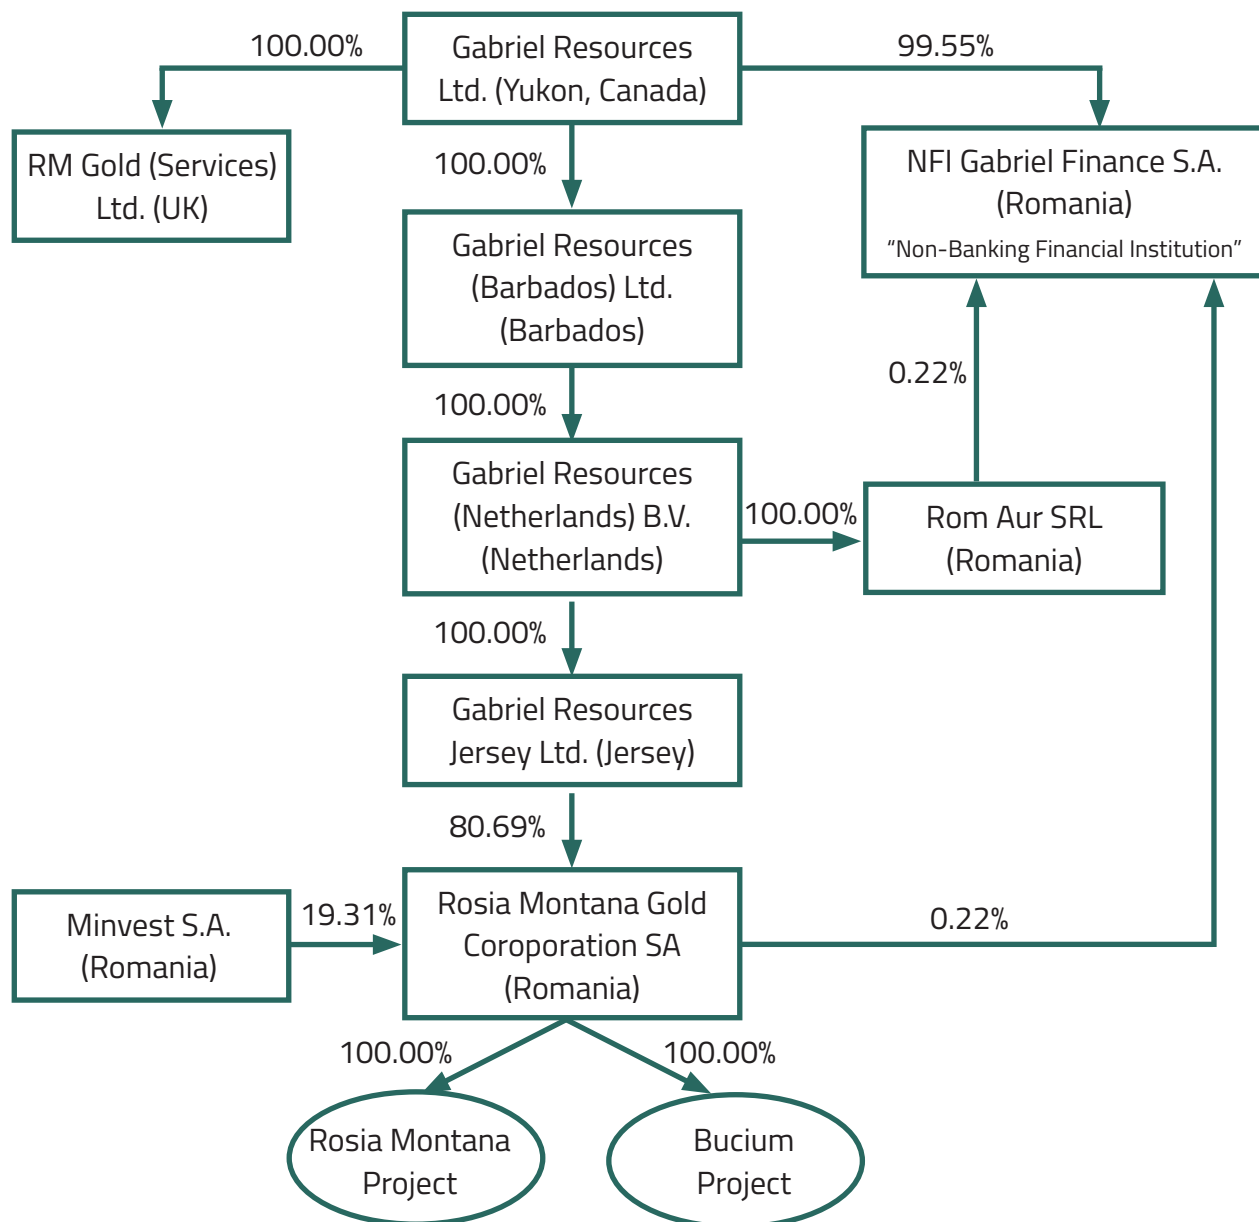 100.00%
Gabriel Resources
Ltd. (Yukon, Canada)
99.55%
RM Gold (Services)
Ltd. (UK)
100.00%
NFI Gabriel Finance S.A.
(Romania)
“Non-Banking Financial Institution”
Gabriel Resources
(Barbados) Ltd.
(Barbados)
0.22%
100.00%
Gabriel Resources
(Netherlands) B.V.
(Netherlands)
100.00%
Rom Aur SRL
(Romania)
100.00%
Gabriel Resources
Jersey Ltd. (Jersey)
80.69%
Minvest S.A.
(Romania)
19.31%
Rosia Montana Gold
Coroporation SA
(Romania)
0.22%
100.00%
100.00%
Rosia Montana
Project
Bucium
Project